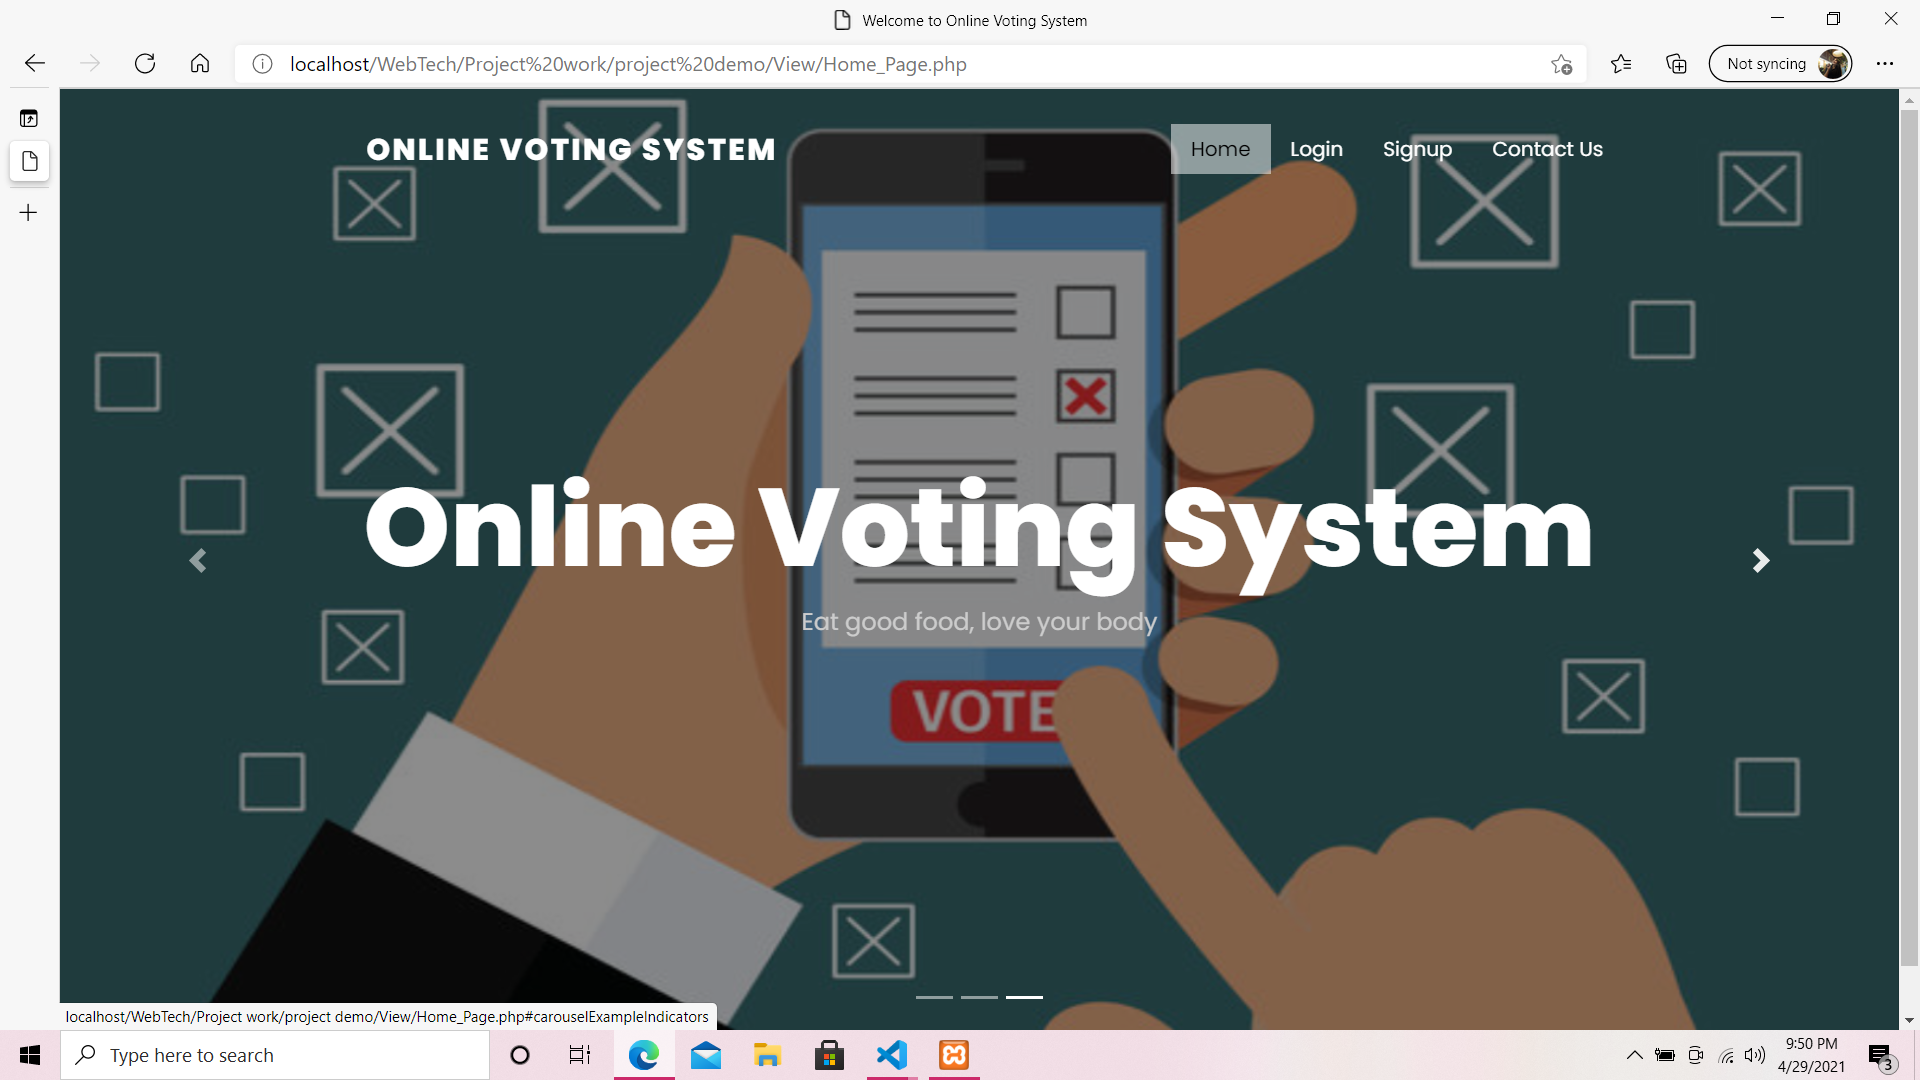 Welcome to Online Voting System
localhost/WebTech/Project%20work/project%20demo/View/Home_Page.php
Not syncing
ONLINE VOTING SYSTEM
Home
Login
Signup
Contact Us
Online Voting System
Eat good food, love your body
VOTE
localhost/WebTech/Project work/project demo/View/Home_Page.php#carouselExampleIndicators
Type here to search
9:50 PM
4/29/2021
3